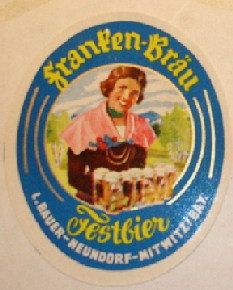 Franken-Bräu
Festbier
L. BAUER-NEUNDORF-MITWITZ/BAY.